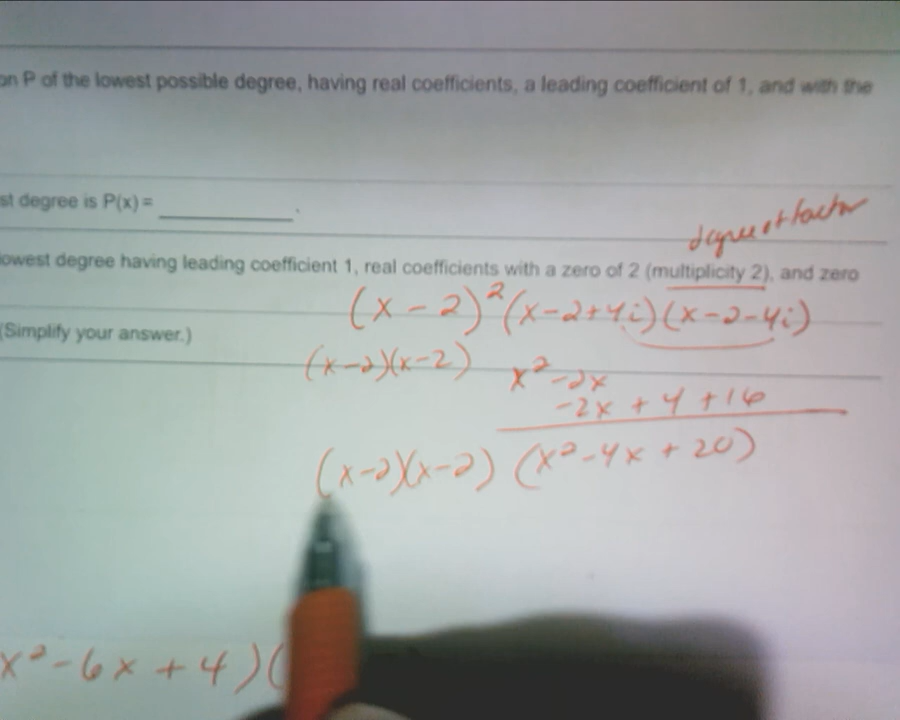 on P of the lowest possible degree, having real coefficients, a leading coefficient of 1, and with the
st degree is P(x) = ________.
degree of factor
owest degree having leading coefficient 1, real coefficients with a zero of 2 (multiplicity 2), and zero
(x-2)²(x-2+4i)(x-2-4i)
(Simplify your answer.)
(x-2)(x-2) x²-2x
-2x + 4 + 16
(x-2)(x-2) (x²-4x + 20)
x²-6x + 4)(